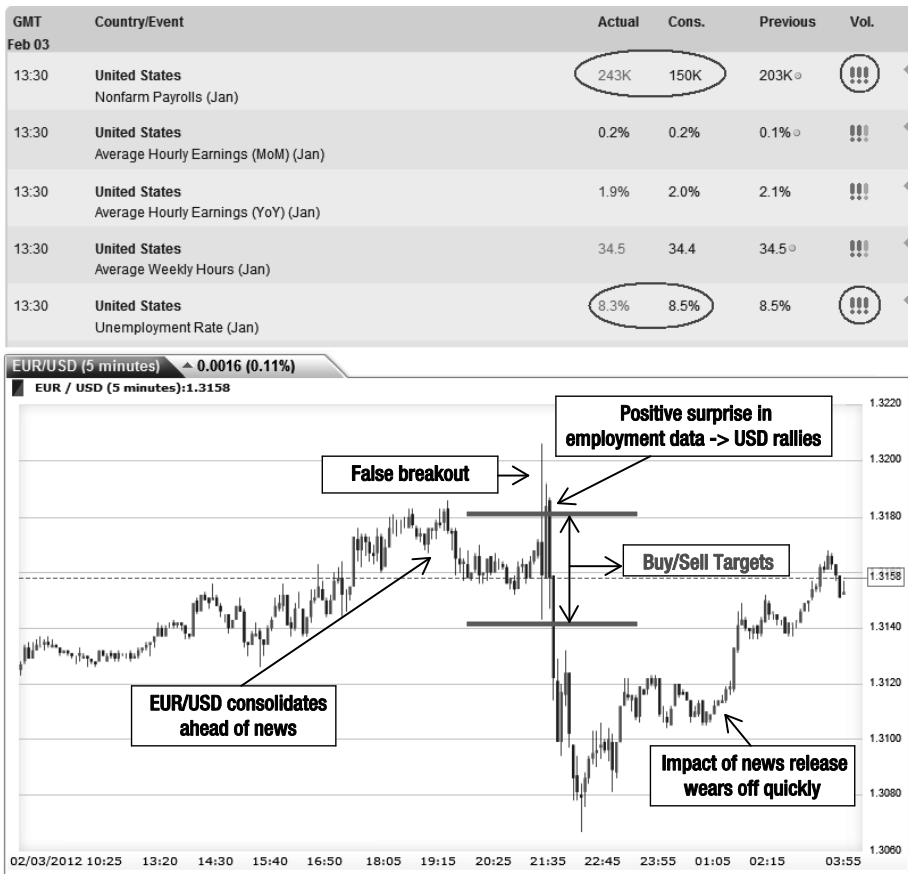 GMT Country/Event Actual Cons. Previous Vol.
Feb 03
13:30 United States 243K 150K 203K
Nonfarm Payrolls (Jan)
13:30 United States 0.2% 0.2% 0.1%
Average Hourly Earnings (MoM) (Jan)
13:30 United States 1.9% 2.0% 2.1%
Average Hourly Earnings (YoY) (Jan)
13:30 United States 34.5 34.4 34.5
Average Weekly Hours (Jan)
13:30 United States 8.3% 8.5% 8.5%
Unemployment Rate (Jan)
EUR/USD (5 minutes) 0.0016 (0.11%)
EUR / USD (5 minutes):1.3158
1.3220
Positive surprise in
employment data -> USD rallies
False breakout
1.3200
1.3180
Buy/Sell Targets
1.3158
1.3140
EUR/USD consolidates
ahead of news
1.3120
1.3100
Impact of news release
wears off quickly
1.3080
1.3060
02/03/2012 10:25 13:20 14:30 15:40 16:50 18:05 19:15 20:25 21:35 22:45 23:55 01:05 02:15 03:55